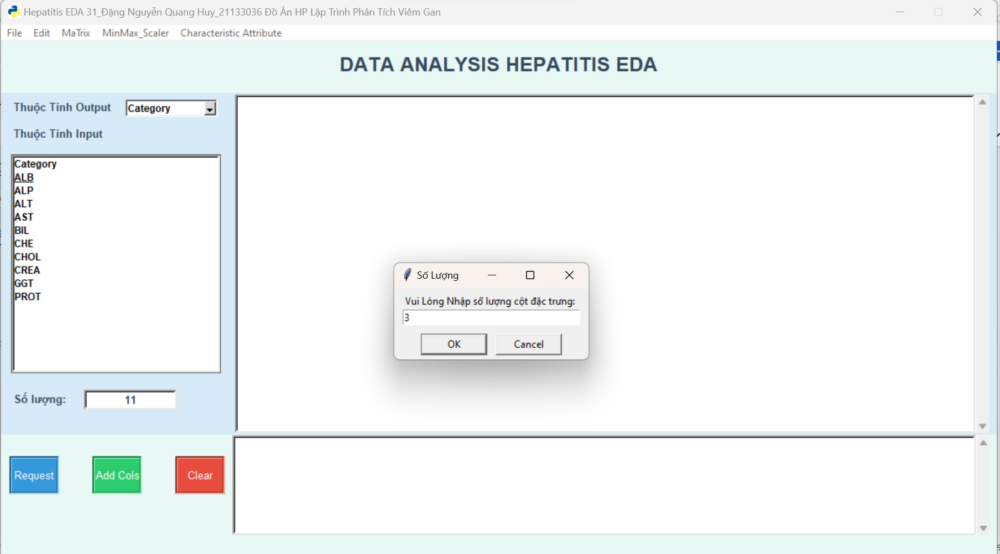 Hepatitis EDA 31_Đặng Nguyễn Quang Huy_21133036 Đồ Án HP Lập Trình Phân Tích Viêm Gan
File Edit MaTrix MinMax_Scaler Characteristic Attribute
DATA ANALYSIS HEPATITIS EDA
Thuộc Tính Output Category
Thuộc Tính Input
Category
ALB
ALP
ALT
AST
BIL
CHE
CHOL
CREA
GGT
PROT
Số lượng: 11
Request Add Cols Clear
Số Lượng
Vui Lòng Nhập số lượng cột đặc trưng:
3
OK Cancel